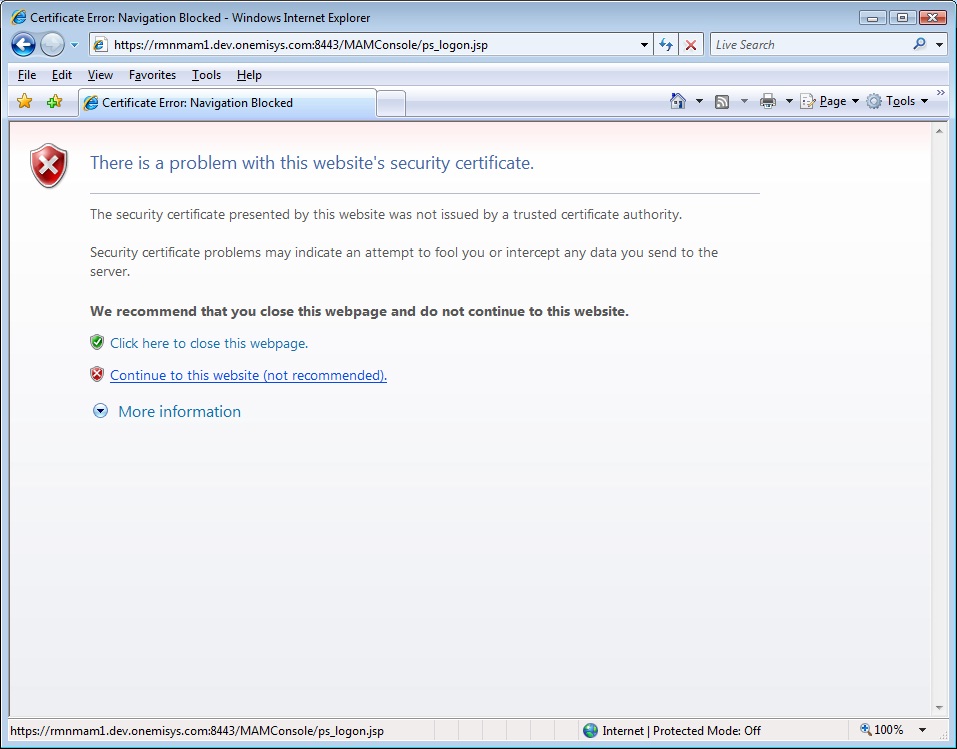 Certificate Error: Navigation Blocked - Windows Internet Explorer
https://rmnmam1.dev.onemisys.com:8443/MAMConsole/ps_logon.jsp
Live Search
File Edit View Favorites Tools Help
Certificate Error: Navigation Blocked
Page Tools »
There is a problem with this website's security certificate.
The security certificate presented by this website was not issued by a trusted certificate authority.
Security certificate problems may indicate an attempt to fool you or intercept any data you send to the
server.
We recommend that you close this webpage and do not continue to this website.
Click here to close this webpage.
Continue to this website (not recommended).
More information
https://rmnmam1.dev.onemisys.com:8443/MAMConsole/ps_logon.jsp
Internet | Protected Mode: Off
100%